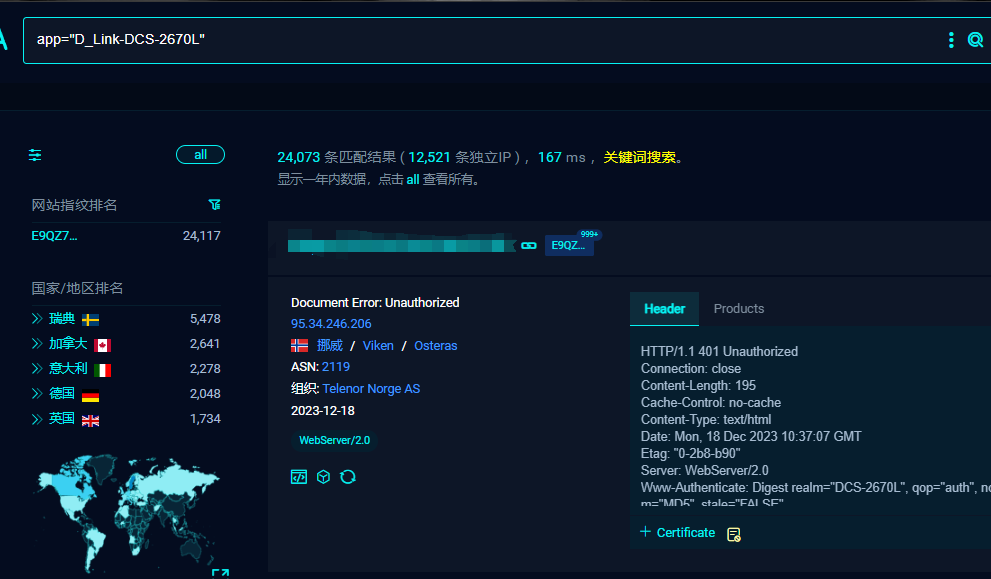 app="D_Link-DCS-2670L"
all
24,073 条匹配结果 ( 12,521 条独立IP ) ，167 ms ，关键词搜索。
显示一年内数据，点击 all 查看所有。
网站指纹排名
E9QZ7... 24,117
国家/地区排名
瑞典 5,478
加拿大 2,641
意大利 2,278
德国 2,048
英国 1,734
E9QZ... 999+
Document Error: Unauthorized
95.34.246.206
挪威 / Viken / Osteras
ASN: 2119
组织: Telenor Norge AS
2023-12-18
WebServer/2.0
Header Products
HTTP/1.1 401 Unauthorized
Connection: close
Content-Length: 195
Cache-Control: no-cache
Content-Type: text/html
Date: Mon, 18 Dec 2023 10:37:07 GMT
Etag: "0-2b8-b90"
Server: WebServer/2.0
Www-Authenticate: Digest realm="DCS-2670L", qop="auth", no
m="MD5", stale="FALSE"
Certificate